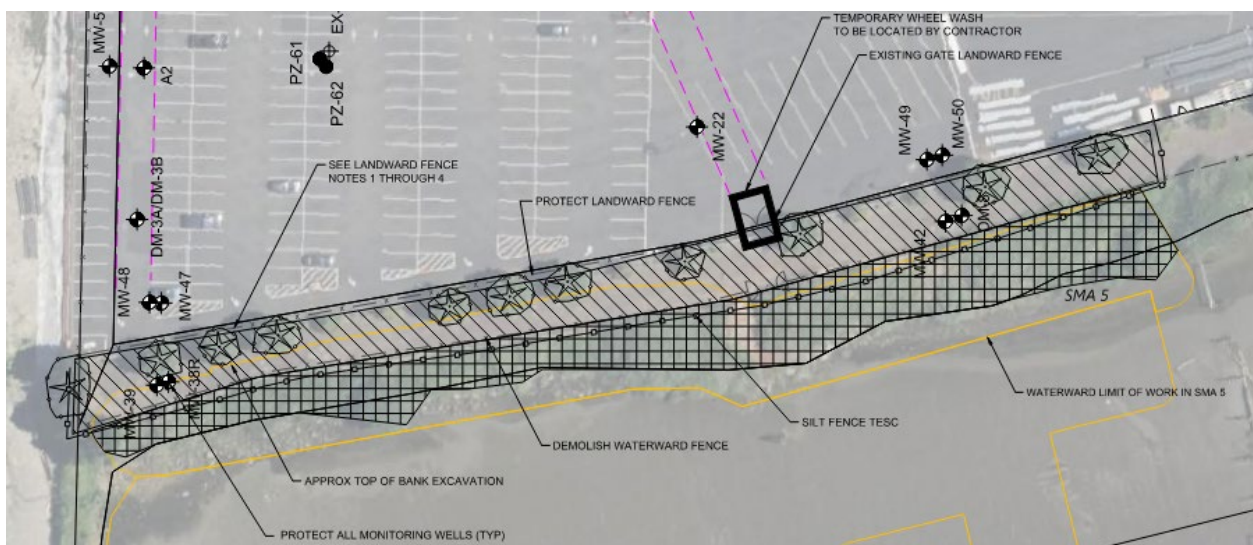 TEMPORARY WHEEL WASH
TO BE LOCATED BY CONTRACTOR
EXISTING GATE LANDWARD FENCE
MW-5
A2
PZ-61
PZ-62
MW-22
MW-49
MW-50
SEE LANDWARD FENCE
NOTES 1 THROUGH 4
PROTECT LANDWARD FENCE
DM-3A/DM-3B
MW-48
MW-47
MW-42
SMA 5
MW-39
MW-38R
WATERWARD LIMIT OF WORK IN SMA 5
SILT FENCE TESC
DEMOLISH WATERWARD FENCE
APPROX TOP OF BANK EXCAVATION
PROTECT ALL MONITORING WELLS (TYP)